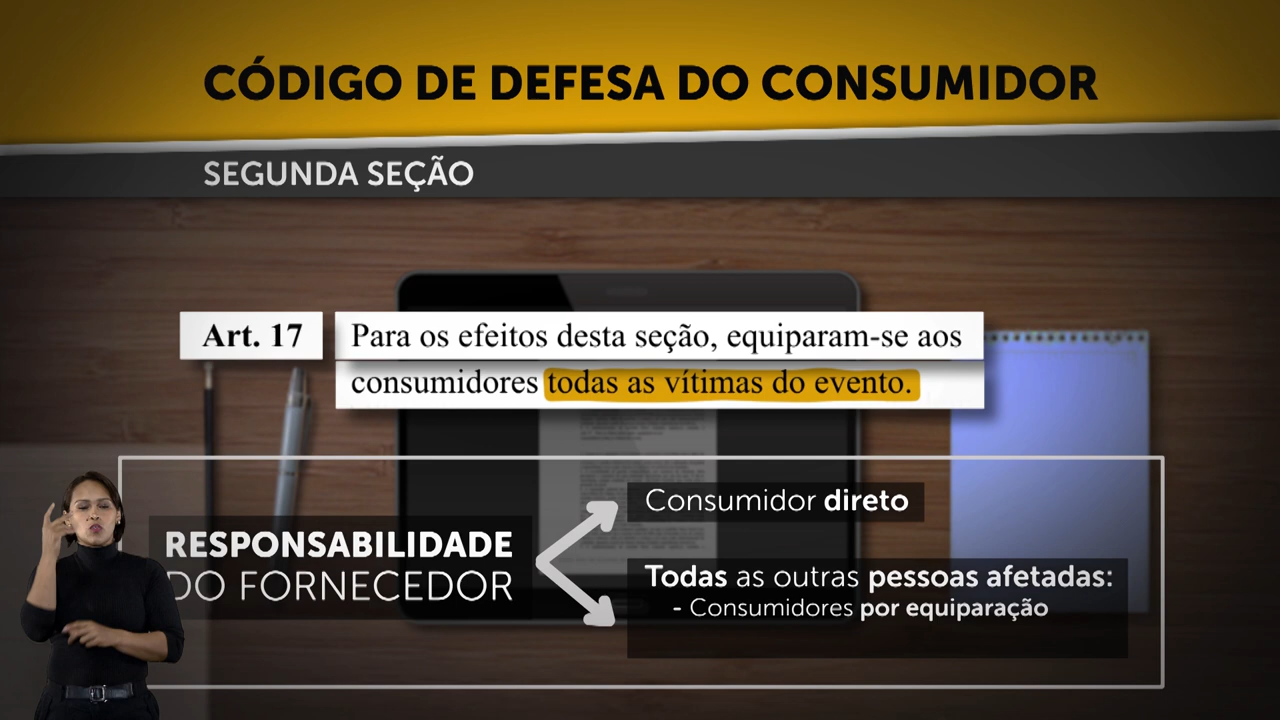 CÓDIGO DE DEFESA DO CONSUMIDOR
SEGUNDA SEÇÃO
Art. 17
Para os efeitos desta seção, equiparam-se aos
consumidores todas as vítimas do evento.
RESPONSABILIDADE
DO FORNECEDOR
Consumidor direto
Todas as outras pessoas afetadas:
- Consumidores por equiparação